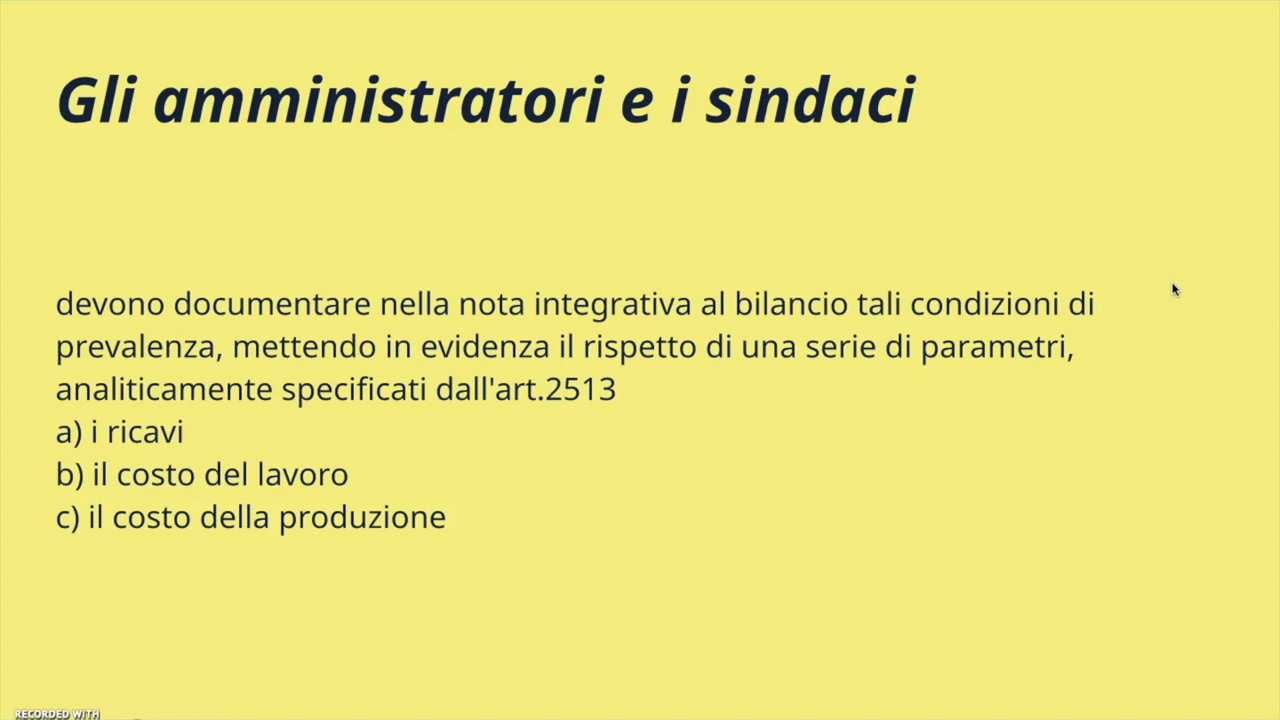 Gli amministratori e i sindaci
devono documentare nella nota integrativa al bilancio tali condizioni di
prevalenza, mettendo in evidenza il rispetto di una serie di parametri,
analiticamente specificati dall'art.2513
a) i ricavi
b) il costo del lavoro
c) il costo della produzione
RECORDED WITH